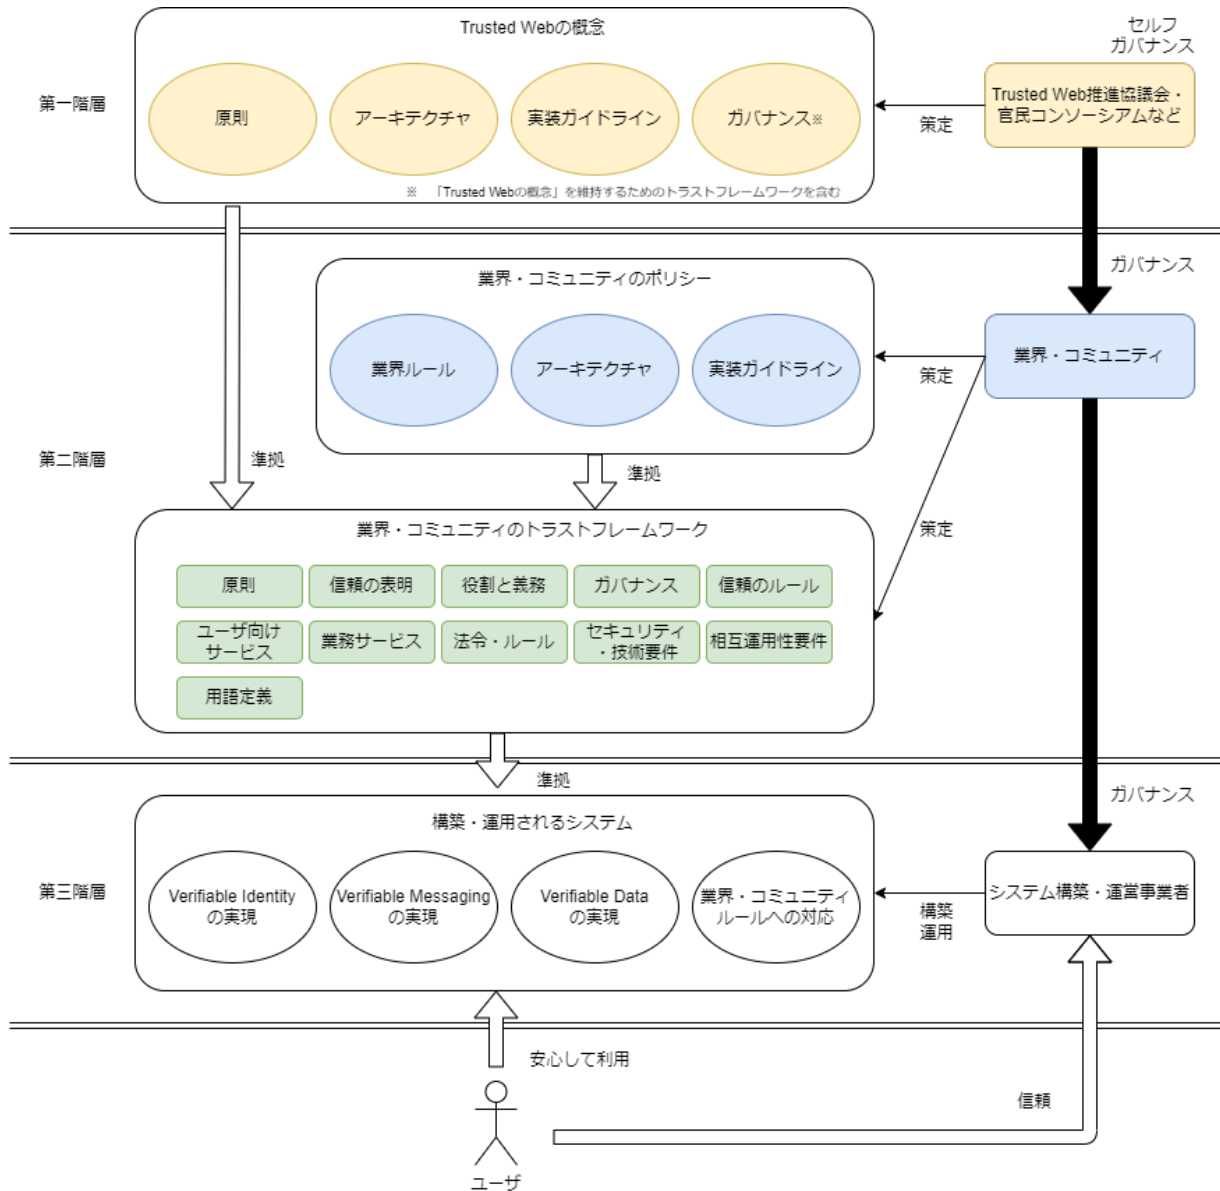 Trusted Webの概念
セルフ
ガバナンス
第一階層
原則
アーキテクチャ
実装ガイドライン
ガバナンス※
策定
Trusted Web推進協議会・
官民コンソーシアムなど
※ 「Trusted Webの概念」を維持するためのトラストフレームワークを含む
ガバナンス
業界・コミュニティのポリシー
業界ルール
アーキテクチャ
実装ガイドライン
策定
業界・コミュニティ
第二階層
準拠
準拠
策定
業界・コミュニティのトラストフレームワーク
原則
信頼の表明
役割と義務
ガバナンス
信頼のルール
ユーザ向け
サービス
業務サービス
法令・ルール
セキュリティ
・技術要件
相互運用性要件
用語定義
準拠
ガバナンス
構築・運用されるシステム
第三階層
Verifiable Identity
の実現
Verifiable Messaging
の実現
Verifiable Data
の実現
業界・コミュニティ
ルールへの対応
構築
運用
システム構築・運営事業者
安心して利用
信頼
ユーザ